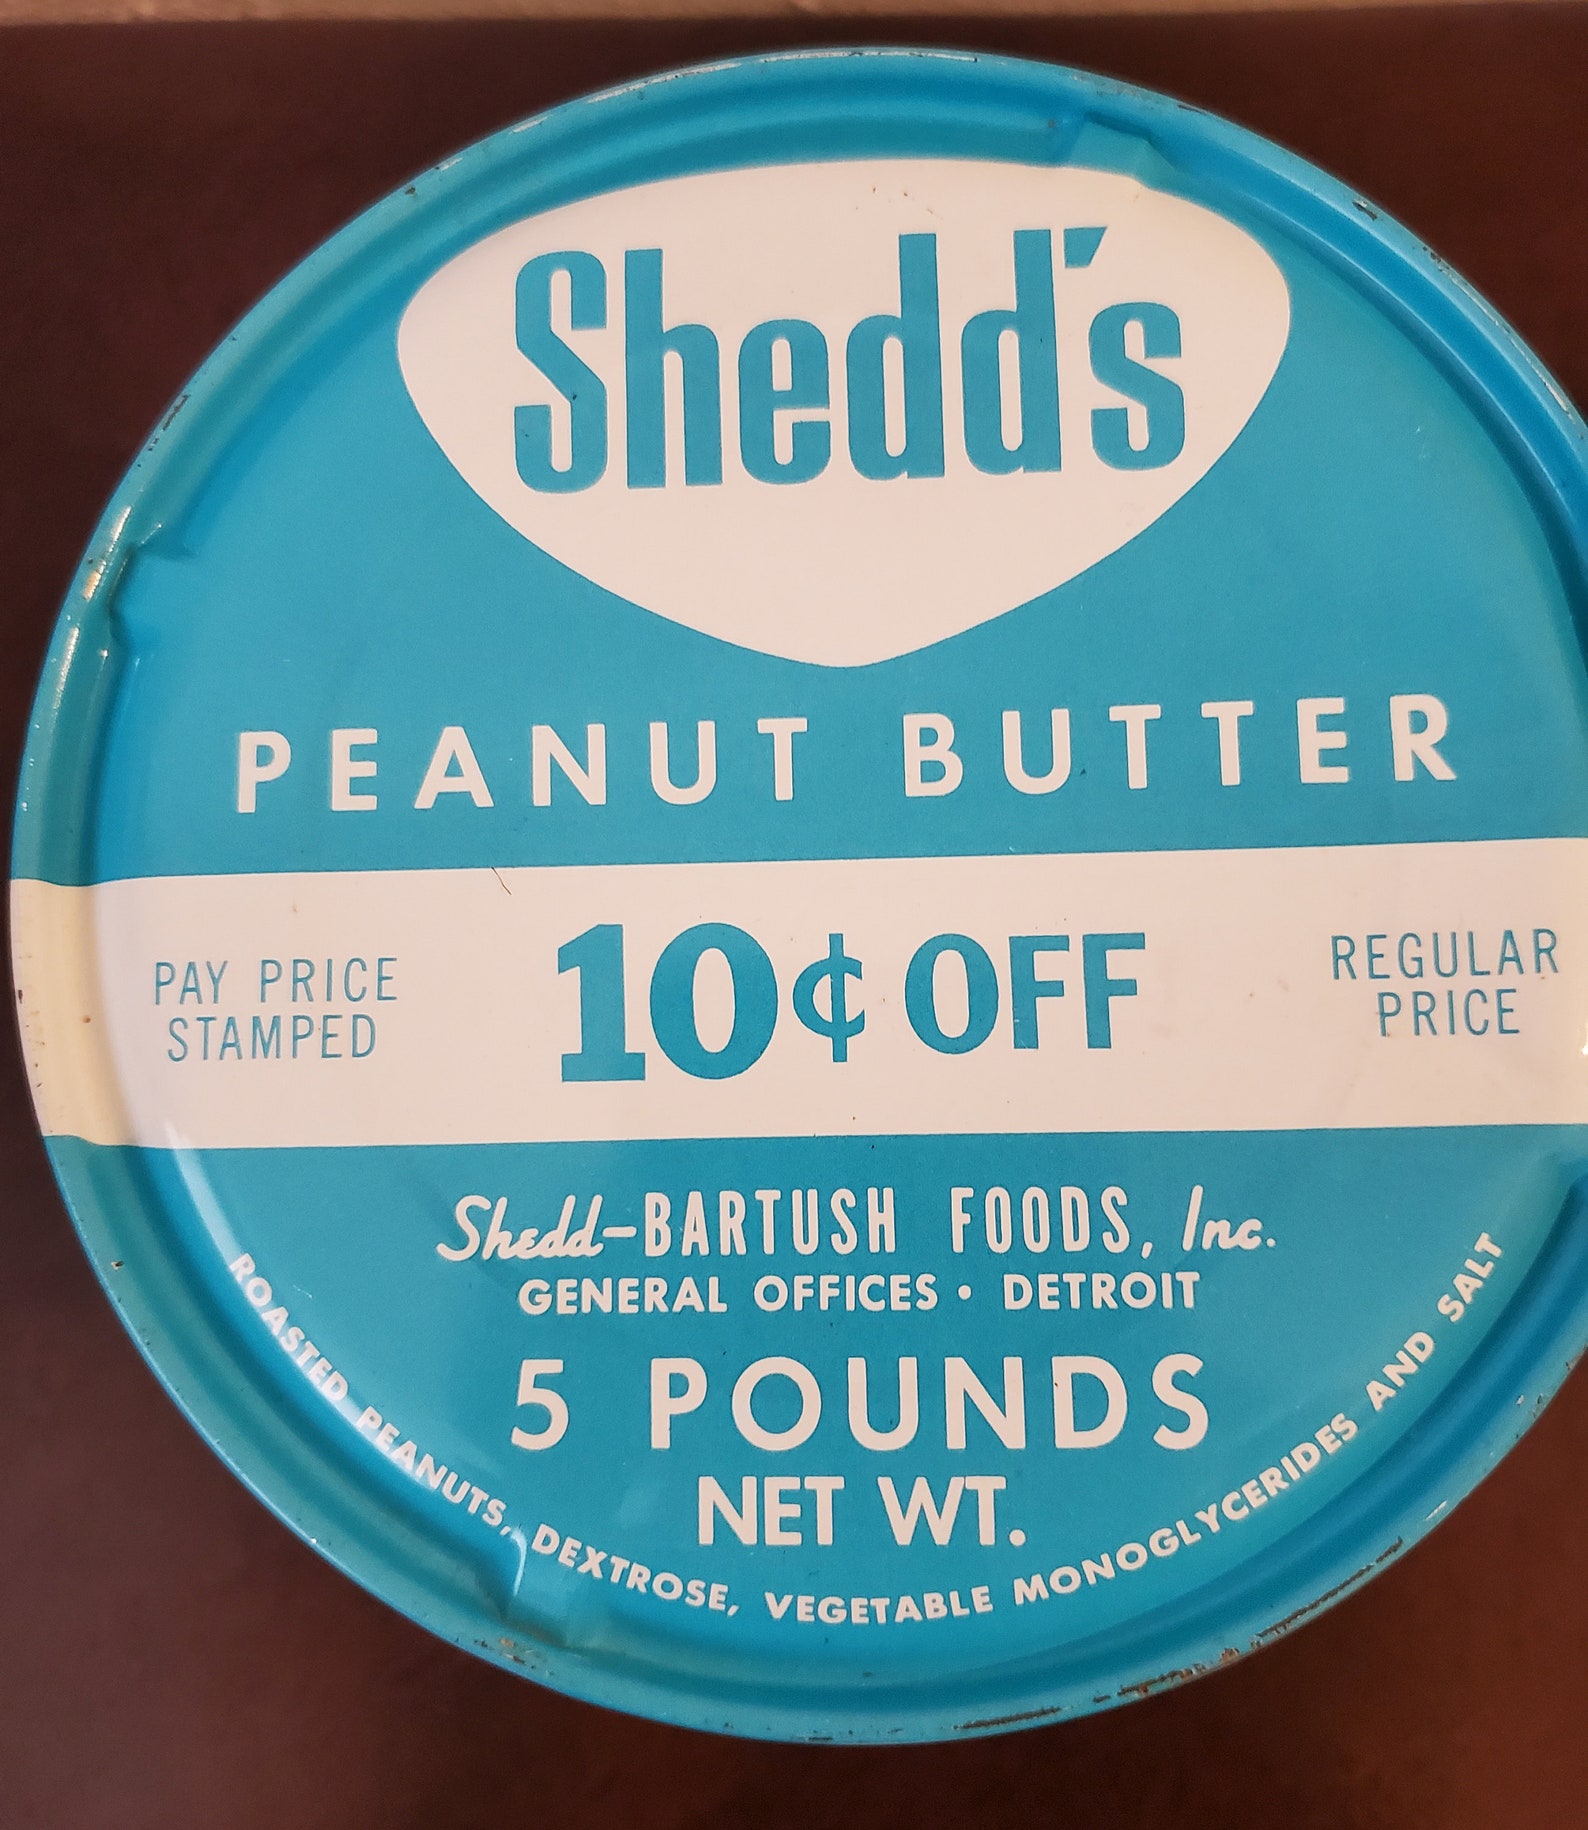 Shedd's
PEANUT BUTTER
PAY PRICE
STAMPED
10¢ OFF
REGULAR
PRICE
Shedd-BARTUSH FOODS, Inc.
GENERAL OFFICES • DETROIT
5 POUNDS
NET WT.
ROASTED PEANUTS, DEXTROSE, VEGETABLE MONOGLYCERIDES AND SALT